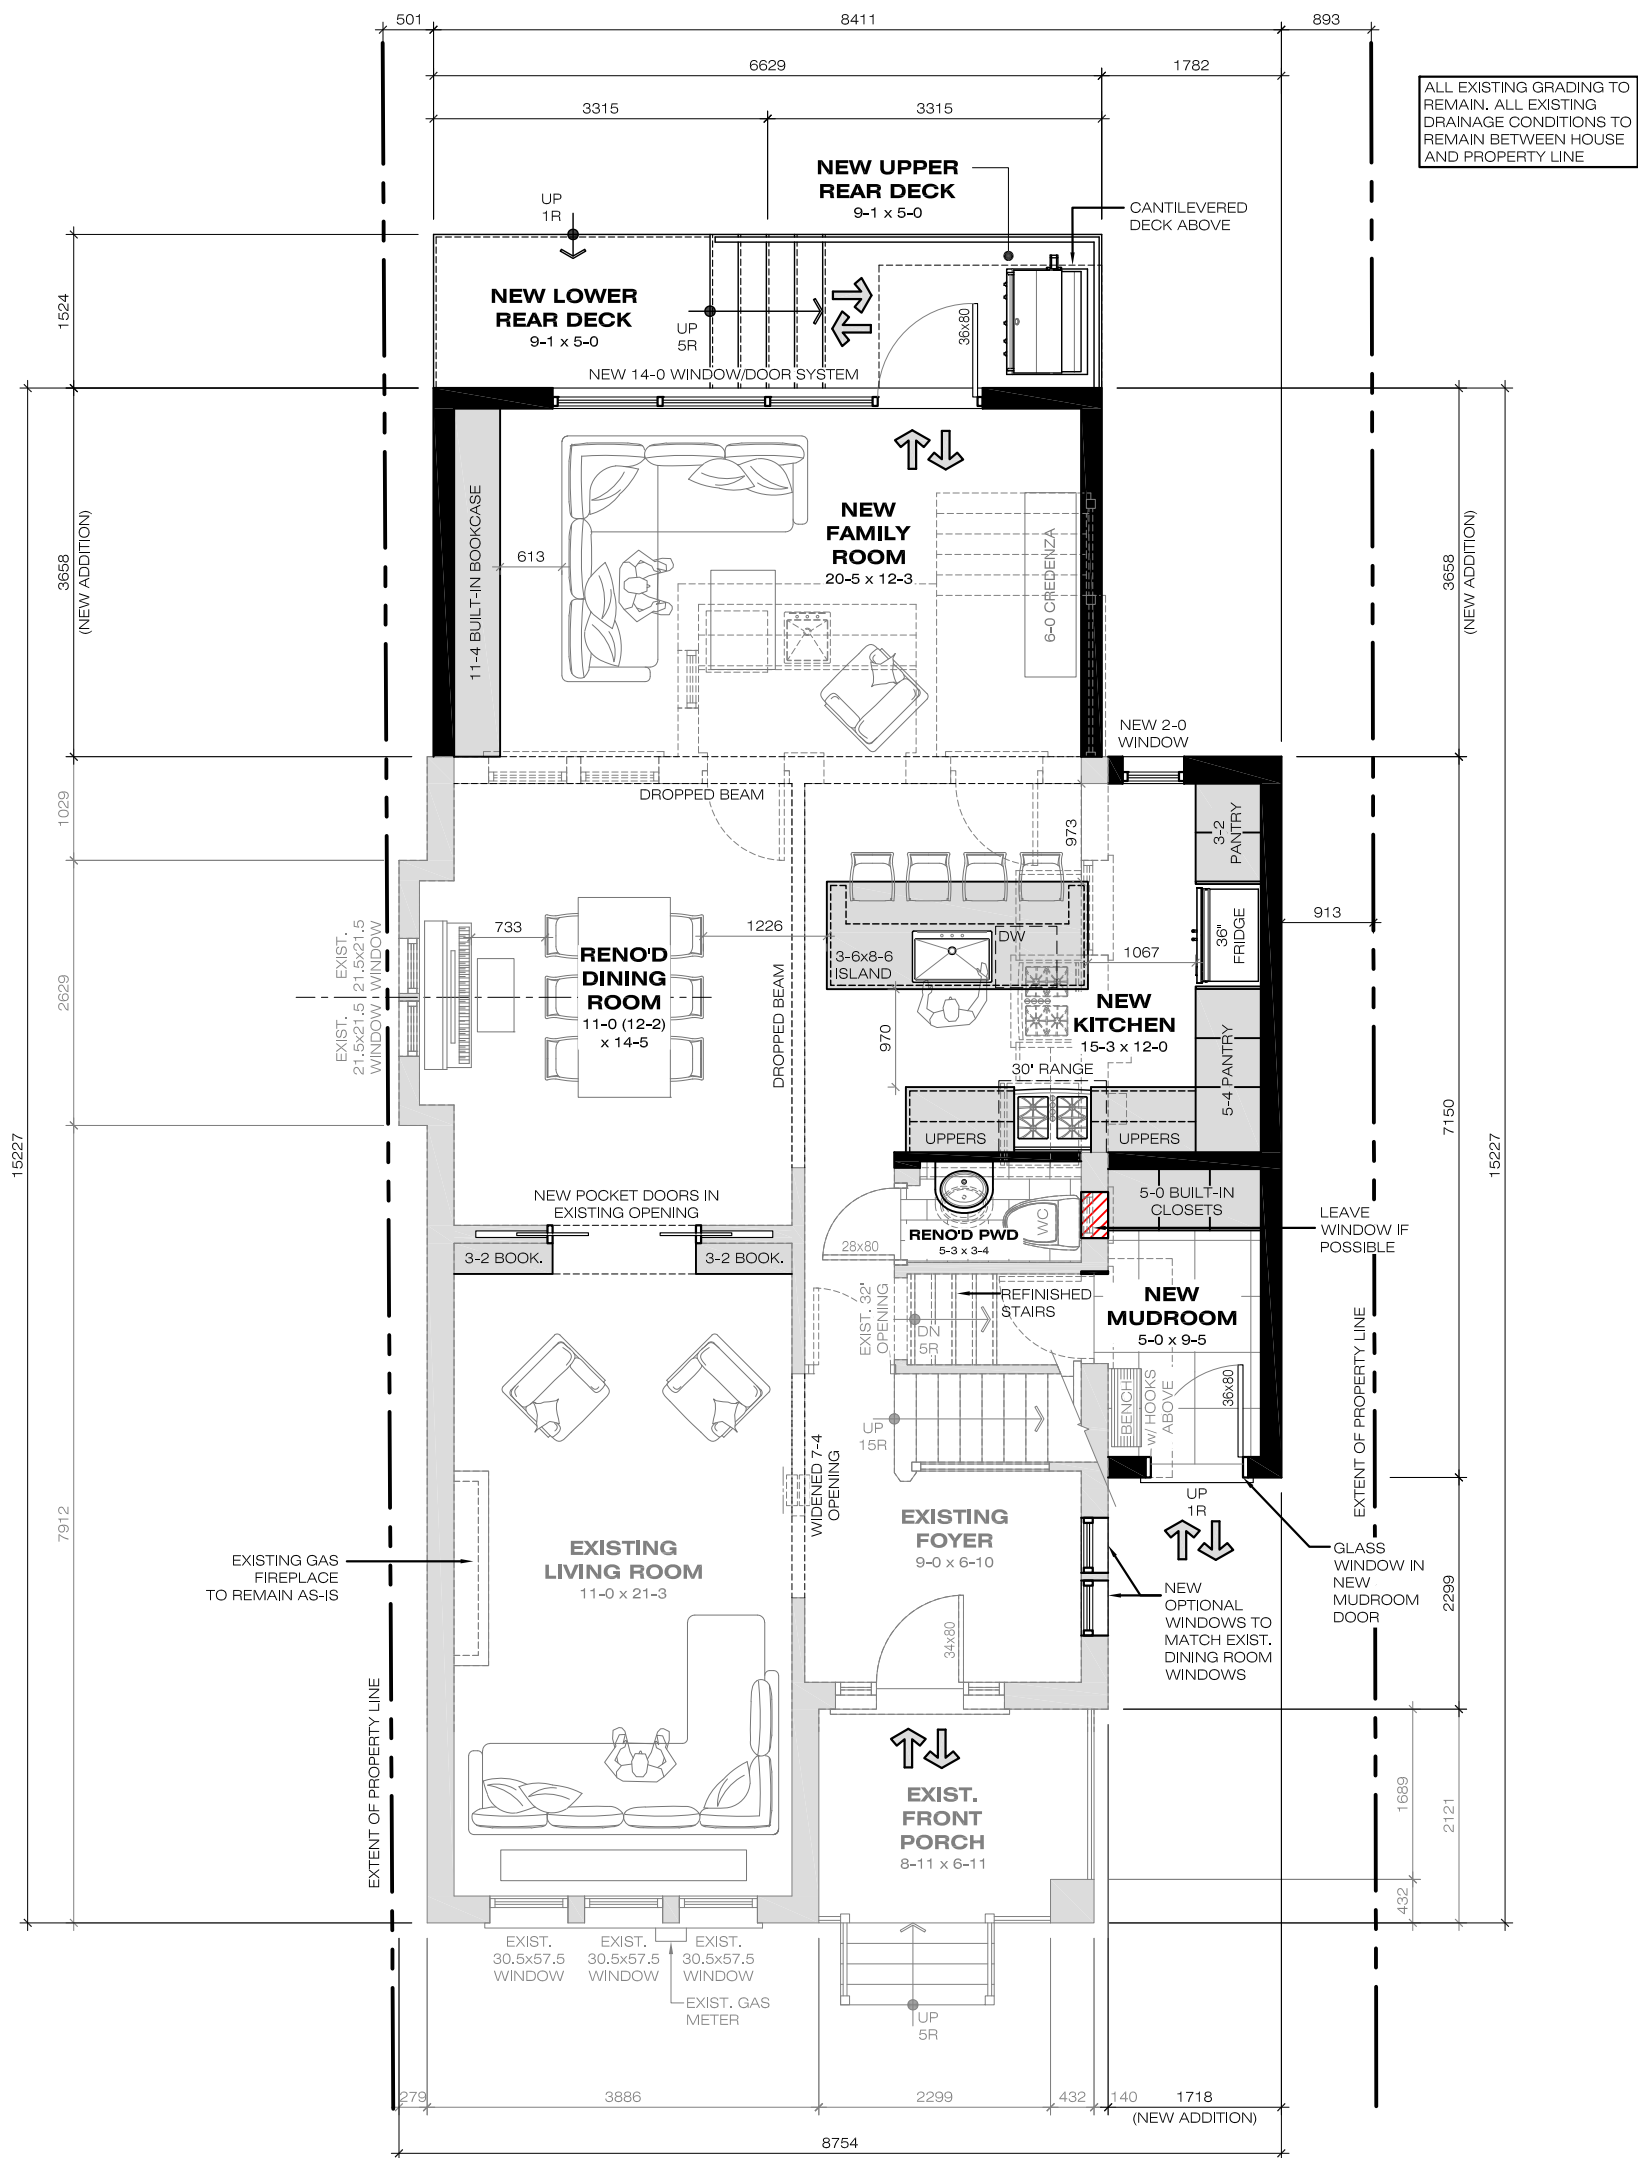 501
8411
893
6629
1782
3315
3315
ALL EXISTING GRADING TO
REMAIN. ALL EXISTING
DRAINAGE CONDITIONS TO
REMAIN BETWEEN HOUSE
AND PROPERTY LINE
NEW UPPER
REAR DECK
9-1 x 5-0
UP
1R
CANTILEVERED
DECK ABOVE
1524
NEW LOWER
REAR DECK
9-1 x 5-0
UP
5R
36x80
NEW 14-0 WINDOW/DOOR SYSTEM
3658
(NEW ADDITION)
11-4 BUILT-IN BOOKCASE
613
NEW
FAMILY
ROOM
20-5 x 12-3
6-0 CREDENZA
3658
(NEW ADDITION)
NEW 2-0
WINDOW
DROPPED BEAM
1029
973
3-2
PANTRY
2629
EXIST.
21.5x21.5
WINDOW
EXIST.
21.5x21.5
WINDOW
733
1226
RENO'D
DINING
ROOM
11-0 (12-2)
x 14-5
DROPPED BEAM
DW
3-6x8-6
ISLAND
1067
36"
FRIDGE
913
NEW
KITCHEN
15-3 x 12-0
970
30' RANGE
5-4 PANTRY
UPPERS
UPPERS
7150
15227
15227
NEW POCKET DOORS IN
EXISTING OPENING
3-2 BOOK.
3-2 BOOK.
28x80
RENO'D PWD
5-3 x 3-4
WC
5-0 BUILT-IN
CLOSETS
LEAVE
WINDOW IF
POSSIBLE
EXIST. 32'
OPENING
REFINISHED
STAIRS
DN
5R
NEW
MUDROOM
5-0 x 9-5
BENCH
W/ HOOKS
ABOVE
36x80
EXTENT OF PROPERTY LINE
UP
15R
WIDENED 7-4
OPENING
UP
1R
7912
EXISTING GAS
FIREPLACE
TO REMAIN AS-IS
EXISTING
LIVING ROOM
11-0 x 21-3
EXISTING
FOYER
9-0 x 6-10
34x80
NEW
OPTIONAL
WINDOWS TO
MATCH EXIST.
DINING ROOM
WINDOWS
GLASS
WINDOW IN
NEW
MUDROOM
DOOR
2299
EXTENT OF PROPERTY LINE
EXIST.
FRONT
PORCH
8-11 x 6-11
1689
2121
432
EXIST.
30.5x57.5
WINDOW
EXIST.
30.5x57.5
WINDOW
EXIST.
30.5x57.5
WINDOW
EXIST. GAS
METER
UP
5R
279
3886
2299
432
140
1718
(NEW ADDITION)
8754